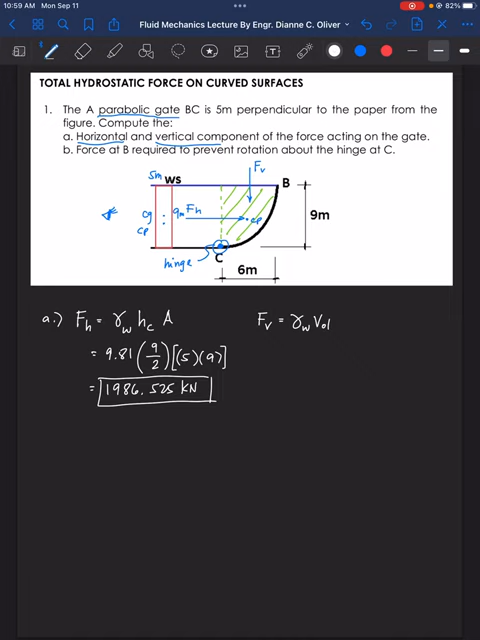 10:59 AM Mon Sep 11
82%
Fluid Mechanics Lecture By Engr. Dianne C. Oliver
TOTAL HYDROSTATIC FORCE ON CURVED SURFACES
1. The A parabolic gate BC is 5m perpendicular to the paper from the
figure. Compute the:
a. Horizontal and vertical component of the force acting on the gate.
b. Force at B required to prevent rotation about the hinge at C.
Fv
5m WS
B
cg
cp
9m Fh
cp
9m
hinge
C
6m
a.) Fh = γw hc A
Fv = γw Vol
= 9.81 (9/2) [(5)(9)]
= 1986.525 KN